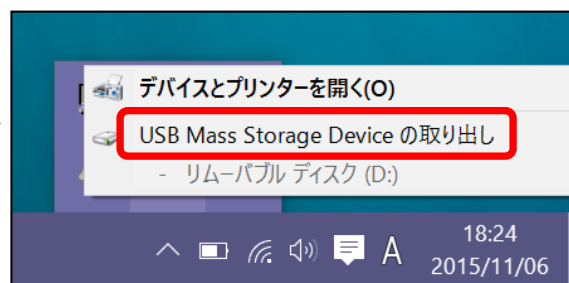 デバイスとプリンターを開く(O)
USB Mass Storage Device の取り出し
- リムーバブル ディスク (D:)
A
18:24
2015/11/06